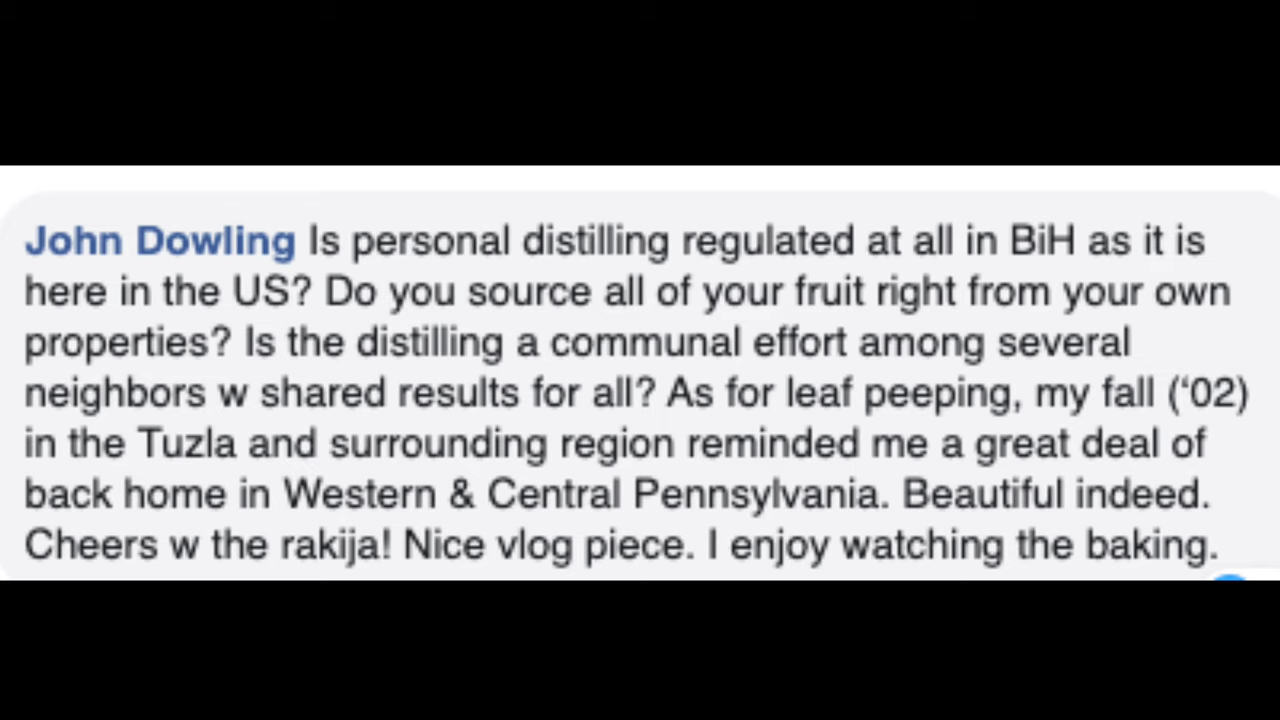 John Dowling Is personal distilling regulated at all in BiH as it is
here in the US? Do you source all of your fruit right from your own
properties? Is the distilling a communal effort among several
neighbors w shared results for all? As for leaf peeping, my fall (‘02)
in the Tuzla and surrounding region reminded me a great deal of
back home in Western & Central Pennsylvania. Beautiful indeed.
Cheers w the rakija! Nice vlog piece. I enjoy watching the baking.